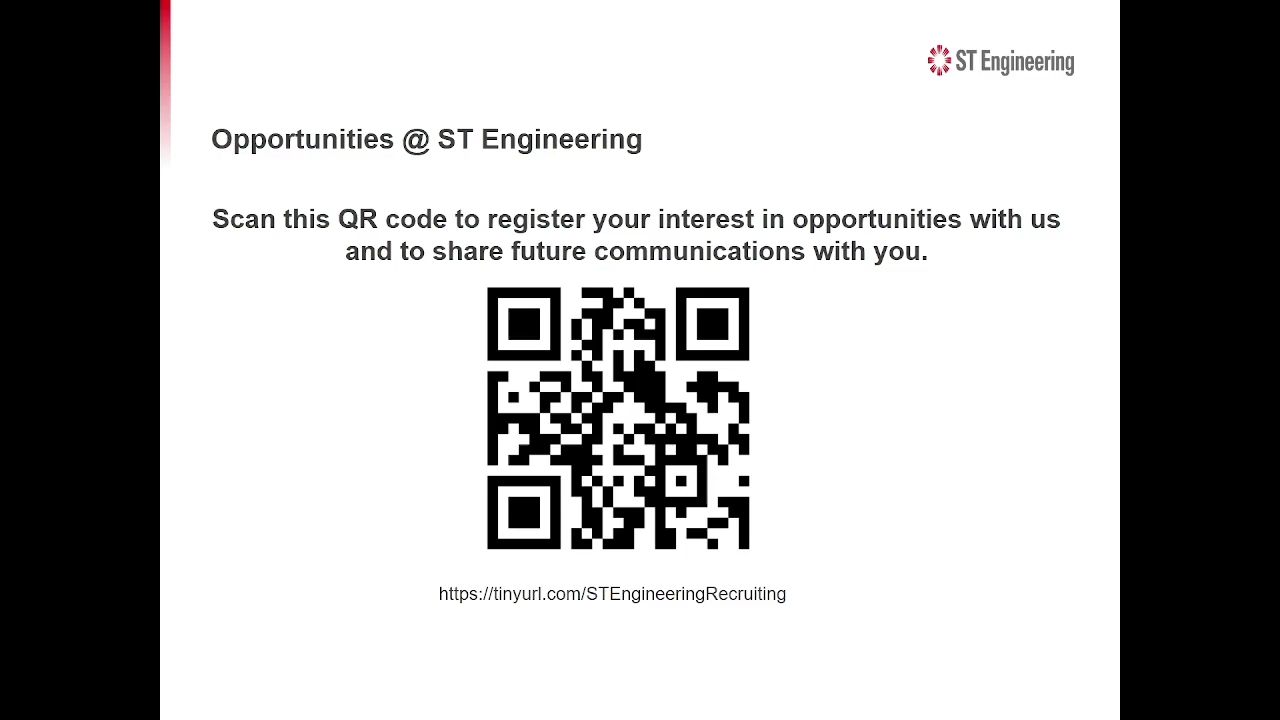 ST Engineering
Opportunities @ ST Engineering
Scan this QR code to register your interest in opportunities with us
and to share future communications with you.
https://tinyurl.com/STEngineeringRecruiting